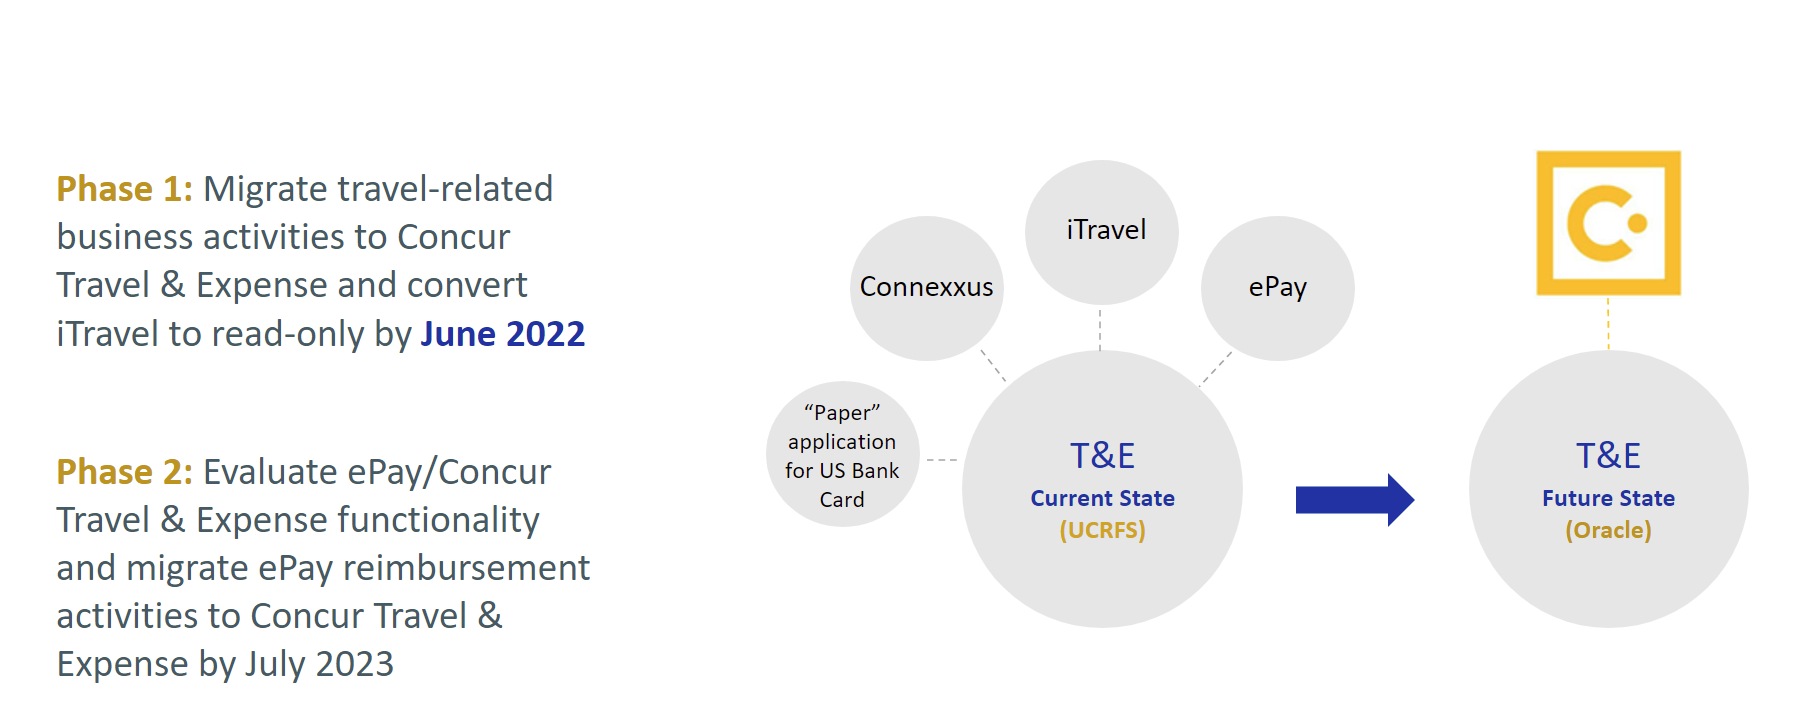 Phase 1: Migrate travel-related
business activities to Concur
Travel & Expense and convert
iTravel to read-only by June 2022
Phase 2: Evaluate ePay/Concur
Travel & Expense functionality
and migrate ePay reimbursement
activities to Concur Travel &
Expense by July 2023
iTravel
Connexxus
ePay
“Paper”
application
for US Bank
Card
T&E
Current State
(UCRFS)
T&E
Future State
(Oracle)